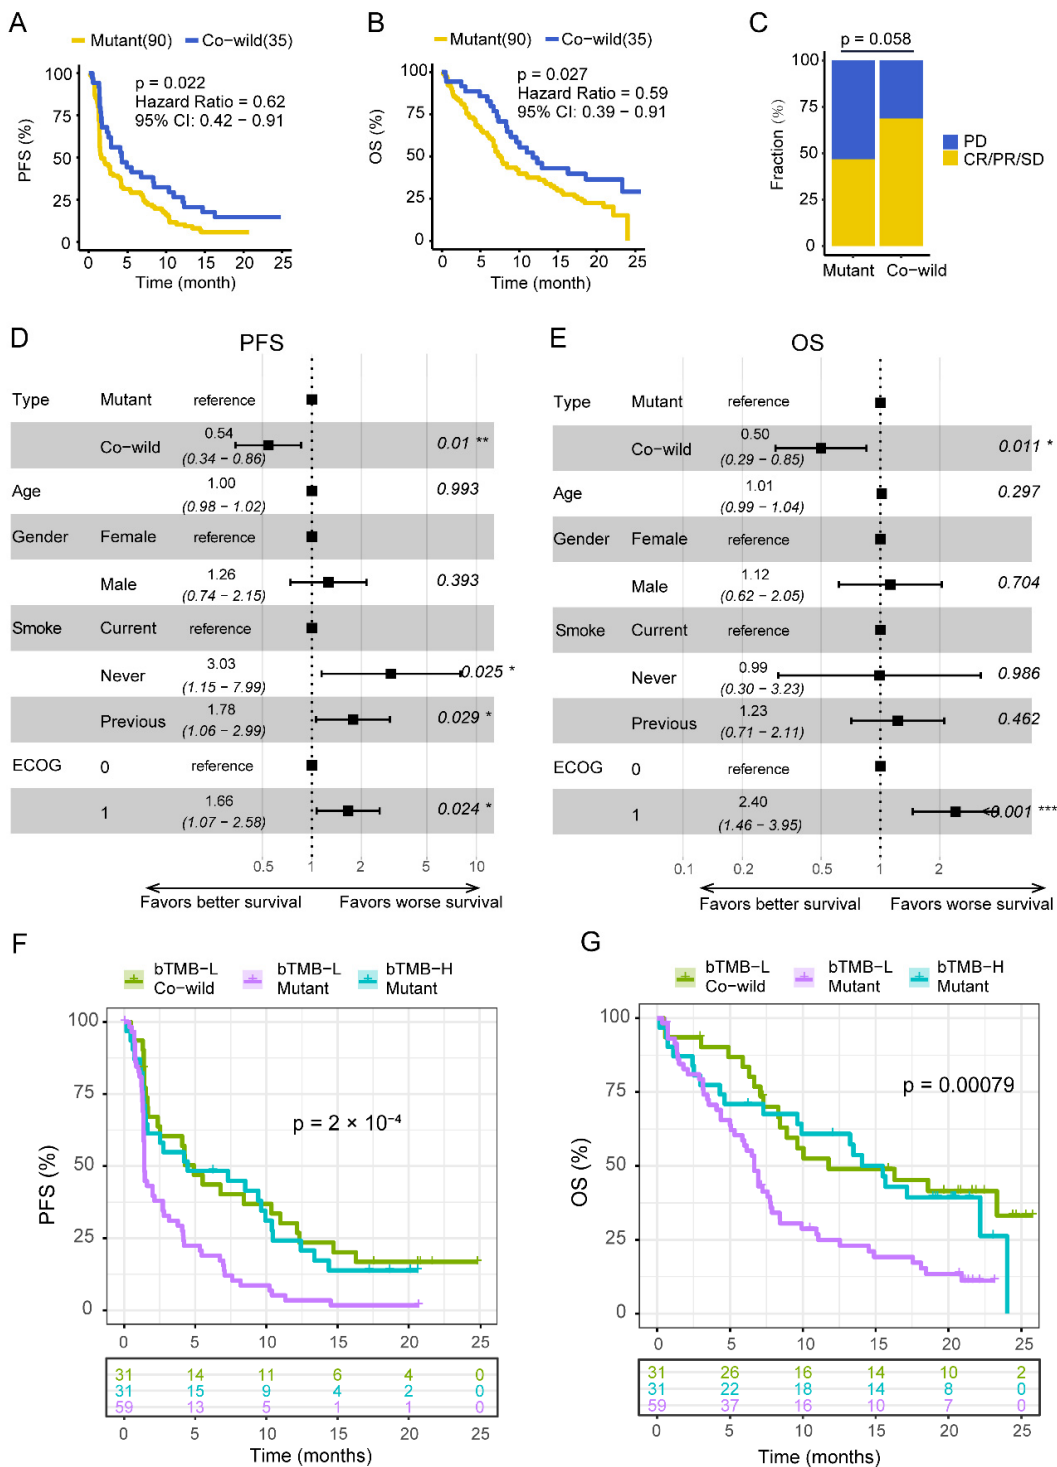 A
Mutant(90) Co−wild(35)
p = 0.022
Hazard Ratio = 0.62
95% CI: 0.42 − 0.91
PFS (%)
100
75
50
25
0
0 5 10 15 20 25
Time (month)
B
Mutant(90) Co−wild(35)
p = 0.027
Hazard Ratio = 0.59
95% CI: 0.39 − 0.91
OS (%)
100
75
50
25
0
0 5 10 15 20 25
Time (month)
C
p = 0.058
Fraction (%)
100
75
50
25
0
Mutant Co−wild
PD
CR/PR/SD
D
PFS
Type Mutant reference
Co−wild 0.54 0.01 **
(0.34 − 0.86)
Age 1.00 0.993
(0.98 − 1.02)
Gender Female reference
Male 1.26 0.393
(0.74 − 2.15)
Smoke Current reference
Never 3.03 0.025 *
(1.15 − 7.99)
Previous 1.78 0.029 *
(1.06 − 2.99)
ECOG 0 reference
1 1.66 0.024 *
(1.07 − 2.58)
0.5 1 2 5 10
Favors better survival Favors worse survival
E
OS
Type Mutant reference
Co−wild 0.50 0.011 *
(0.29 − 0.85)
Age 1.01 0.297
(0.99 − 1.04)
Gender Female reference
Male 1.12 0.704
(0.62 − 2.05)
Smoke Current reference
Never 0.99 0.986
(0.30 − 3.23)
Previous 1.23 0.462
(0.71 − 2.11)
ECOG 0 reference
1 2.40 <0.001 ***
(1.46 − 3.95)
0.1 0.2 0.5 1 2
Favors better survival Favors worse survival
F
bTMB−L Co−wild
bTMB−L Mutant
bTMB−H Mutant
p = 2 × 10⁻⁴
PFS (%)
100
75
50
25
0
0 5 10 15 20 25
31 14 11 6 4 0
31 15 9 4 2 0
59 13 5 1 1 0
0 5 10 15 20 25
Time (months)
G
bTMB−L Co−wild
bTMB−L Mutant
bTMB−H Mutant
p = 0.00079
OS (%)
100
75
50
25
0
0 5 10 15 20 25
31 26 16 14 10 2
31 22 18 14 8 0
59 37 16 10 7 0
0 5 10 15 20 25
Time (months)